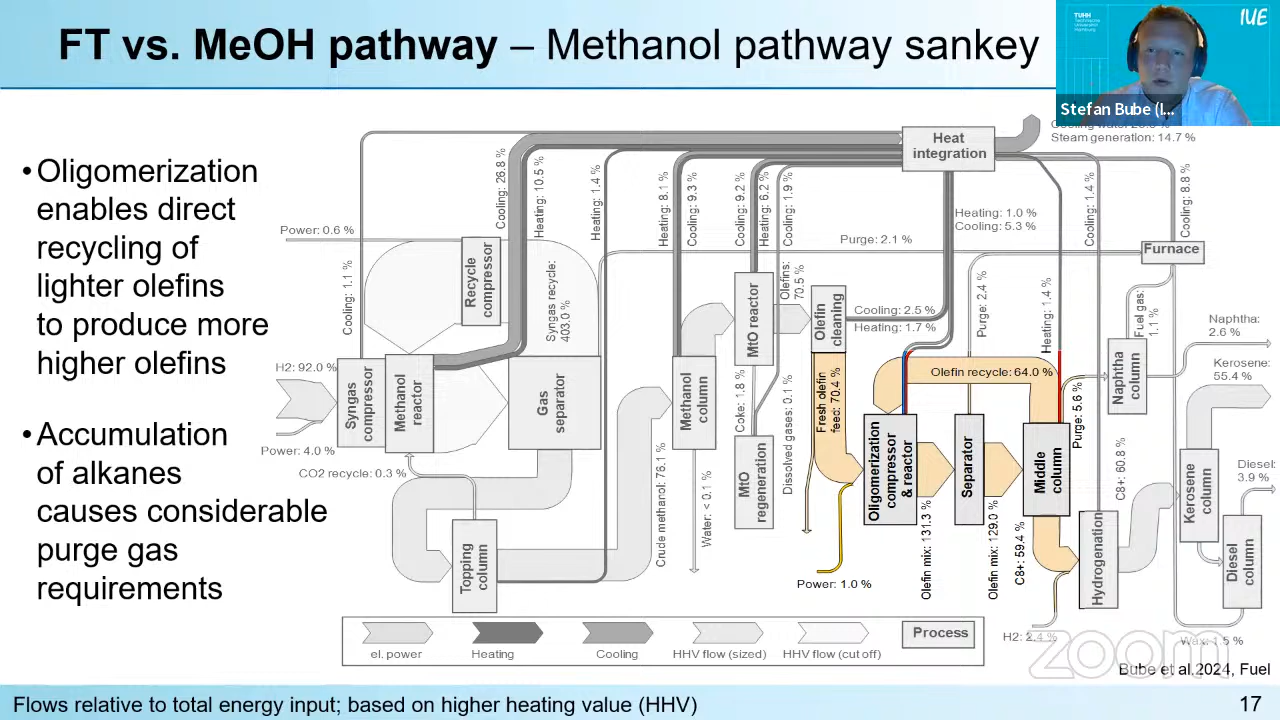 FT vs. MeOH pathway – Methanol pathway sankey
TUHH
Technische
Universität
Hamburg
IUE
Stefan Bube (I...
•Oligomerization
enables direct
recycling of
lighter olefins
to produce more
higher olefins
•Accumulation
of alkanes
causes considerable
purge gas
requirements
Heat
integration
Cooling water
Steam generation: 14.7 %
Power: 0.6 %
Cooling: 1.1 %
Recycle
compressor
Cooling: 26.8 %
Heating: 10.5 %
Syngas recycle:
403.0 %
Heating: 1.4 %
Heating: 8.1 %
Cooling: 9.3 %
Cooling: 9.2 %
Heating: 6.2 %
Cooling: 1.9 %
Purge: 2.1 %
Heating: 1.0 %
Cooling: 5.3 %
Cooling: 1.4 %
Cooling: 8.8 %
Furnace
MtO reactor
Olefins:
70.5 %
Olefin
cleaning
Cooling: 2.5 %
Heating: 1.7 %
Purge: 2.4 %
Heating: 1.4 %
Fuel gas:
1.1 %
Naphtha:
2.6 %
Kerosene:
55.4 %
H2: 92.0 %
Syngas
compressor
Methanol
reactor
Gas
separator
Methanol
column
Coke: 1.8 %
Dissolved gases: 0.1 %
Fresh olefin
feed: 70.4 %
Olefin recycle: 64.0 %
Purge: 5.6 %
Naphtha
column
Power: 4.0 %
CO2 recycle: 0.3 %
Crude methanol: 76.1 %
Water: < 0.1 %
MtO
regeneration
Oligomerization
compressor
& reactor
Separator
Middle
column
C8+: 60.8 %
Kerosene
column
Diesel:
3.9 %
Topping
column
Power: 1.0 %
Olefin mix: 131.3 %
Olefin mix: 129.0 %
C8+: 59.4 %
Hydrogenation
Diesel
column
H2: 2.4 %
Wax: 1.5 %
el. power
Heating
Cooling
HHV flow (sized)
HHV flow (cut off)
Process
zoom
Bube et al.2024, Fuel
Flows relative to total energy input; based on higher heating value (HHV)
17